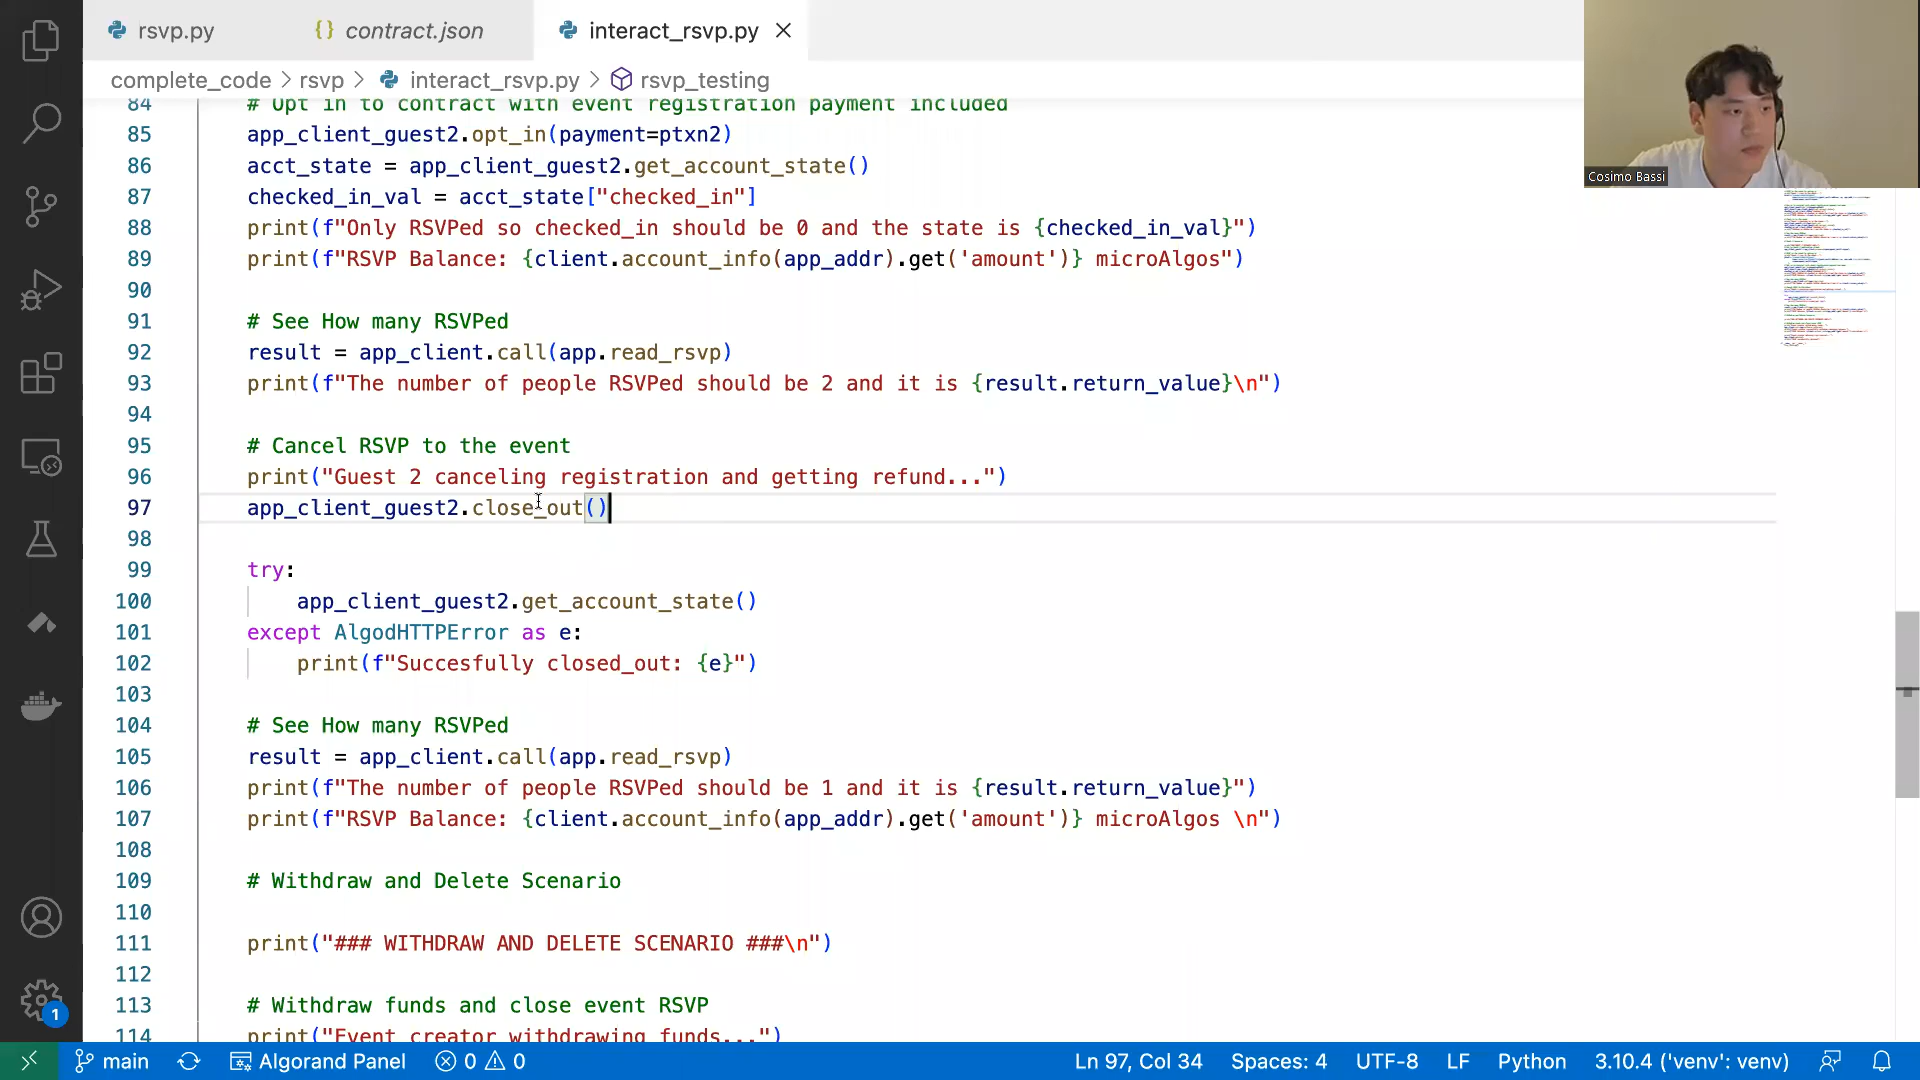 rsvp.py
{} contract.json
interact_rsvp.py
complete_code > rsvp > interact_rsvp.py > rsvp_testing
Cosimo Bassi
84 # Opt in to contract with event registration payment included
85 app_client_guest2.opt_in(payment=ptxn2)
86 acct_state = app_client_guest2.get_account_state()
87 checked_in_val = acct_state["checked_in"]
88 print(f"Only RSVPed so checked_in should be 0 and the state is {checked_in_val}")
89 print(f"RSVP Balance: {client.account_info(app_addr).get('amount')} microAlgos")
90
91 # See How many RSVPed
92 result = app_client.call(app.read_rsvp)
93 print(f"The number of people RSVPed should be 2 and it is {result.return_value}\n")
94
95 # Cancel RSVP to the event
96 print("Guest 2 canceling registration and getting refund...")
97 app_client_guest2.close_out()
98
99 try:
100 app_client_guest2.get_account_state()
101 except AlgodHTTPError as e:
102 print(f"Succesfully closed_out: {e}")
103
104 # See How many RSVPed
105 result = app_client.call(app.read_rsvp)
106 print(f"The number of people RSVPed should be 1 and it is {result.return_value}")
107 print(f"RSVP Balance: {client.account_info(app_addr).get('amount')} microAlgos \n")
108
109 # Withdraw and Delete Scenario
110
111 print("### WITHDRAW AND DELETE SCENARIO ###\n")
112
113 # Withdraw funds and close event RSVP
114 print("Event creator withdrawing funds...")
1
main Algorand Panel 0 0 Ln 97, Col 34 Spaces: 4 UTF-8 LF Python 3.10.4 ('venv': venv)